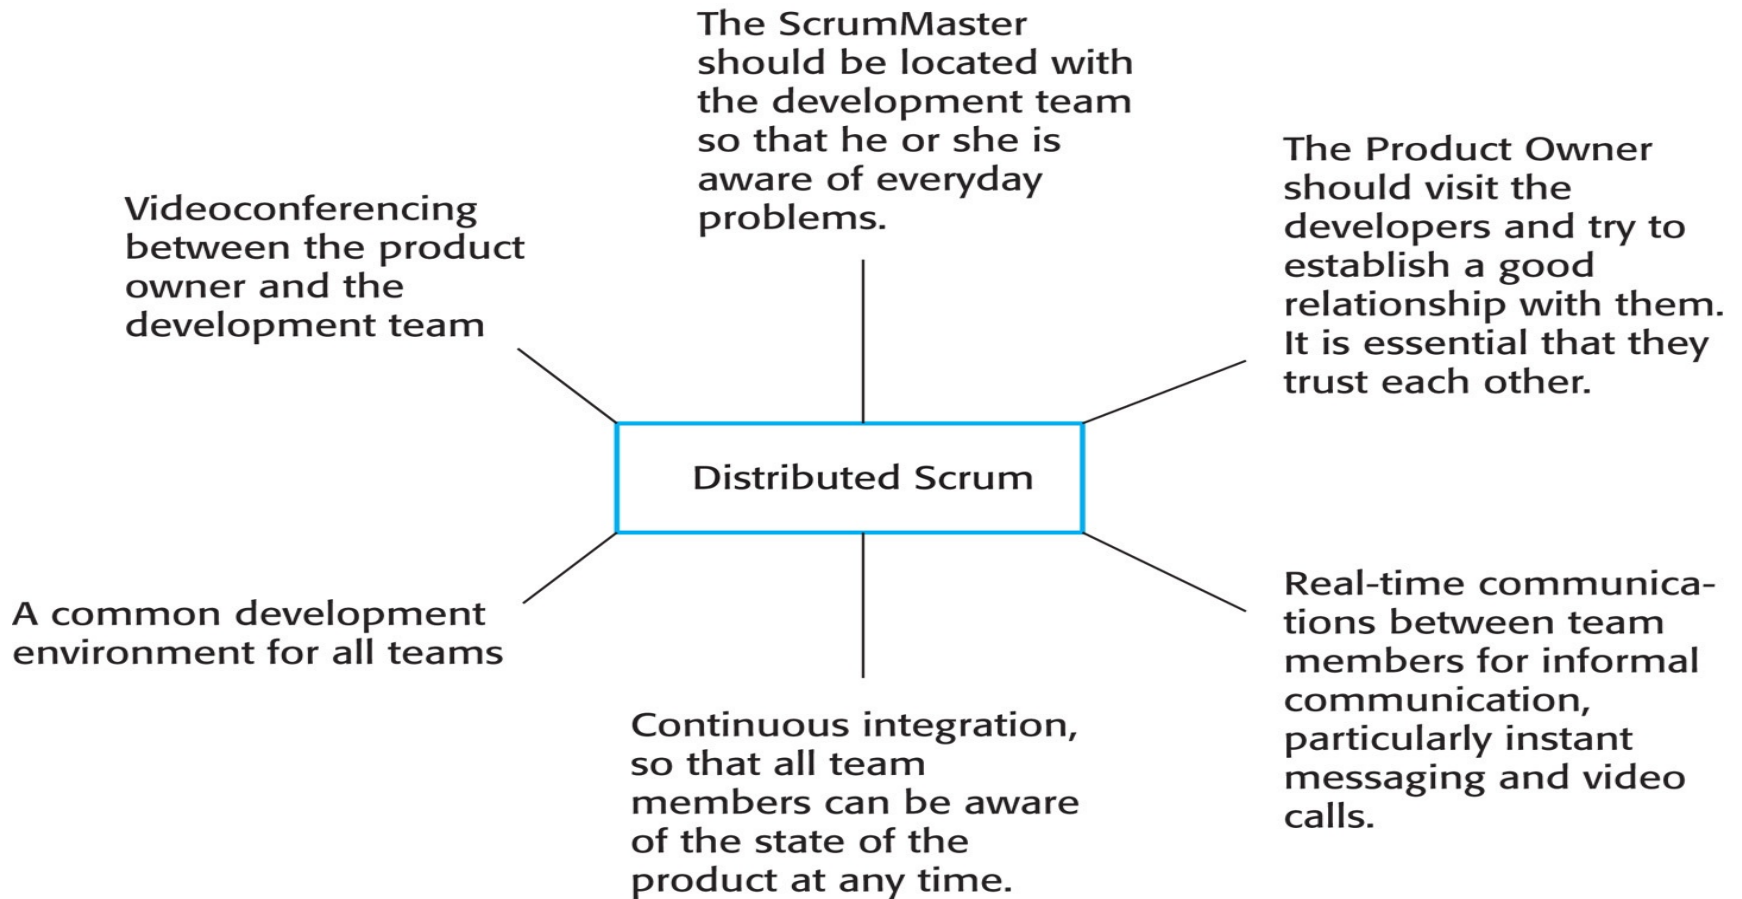 The ScrumMaster
should be located with
the development team
so that he or she is
aware of everyday
problems.
Videoconferencing
between the product
owner and the
development team
The Product Owner
should visit the
developers and try to
establish a good
relationship with them.
It is essential that they
trust each other.
Distributed Scrum
A common development
environment for all teams
Continuous integration,
so that all team
members can be aware
of the state of the
product at any time.
Real-time communica-
tions between team
members for informal
communication,
particularly instant
messaging and video
calls.